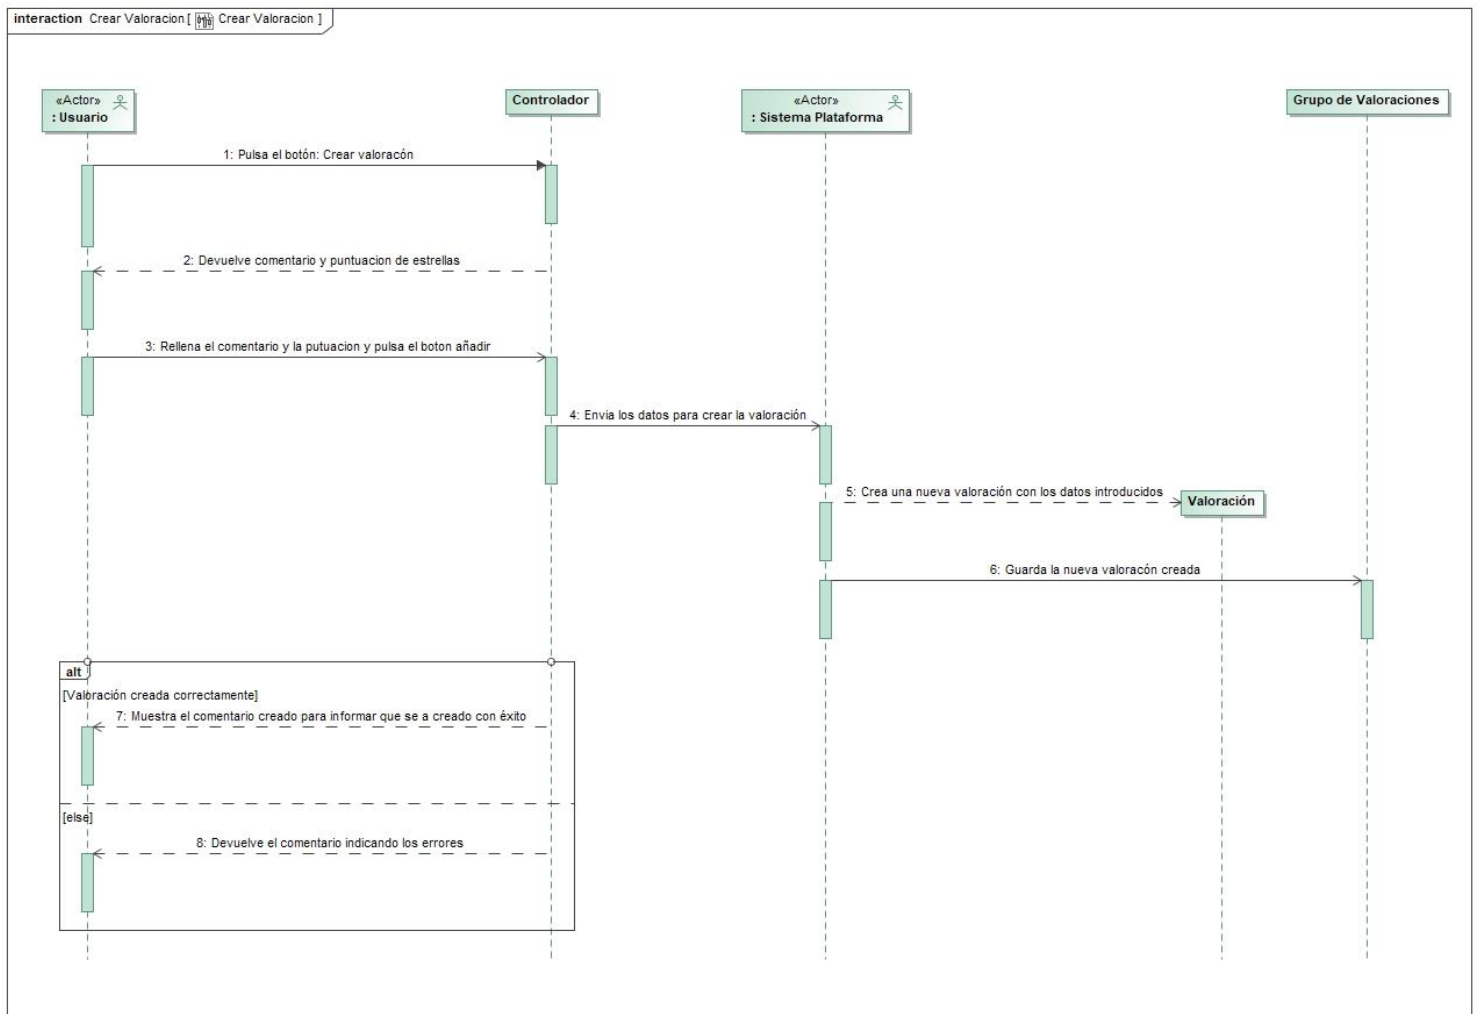 interaction Crear Valoracion [ Crear Valoracion ]
«Actor»
: Usuario
Controlador
«Actor»
: Sistema Plataforma
Grupo de Valoraciones
1: Pulsa el botón: Crear valoracón
2: Devuelve comentario y puntuacion de estrellas
3: Rellena el comentario y la putuacion y pulsa el boton añadir
4: Envia los datos para crear la valoración
5: Crea una nueva valoración con los datos introducidos
Valoración
6: Guarda la nueva valoracón creada
alt
[Valoración creada correctamente]
7: Muestra el comentario creado para informar que se a creado con éxito
[else]
8: Devuelve el comentario indicando los errores